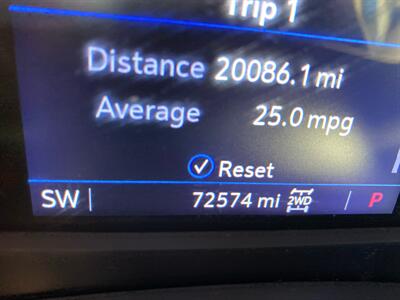 Trip 1
Distance 20086.1 mi
Average 25.0 mpg
Reset
SW 72574 mi 2WD P